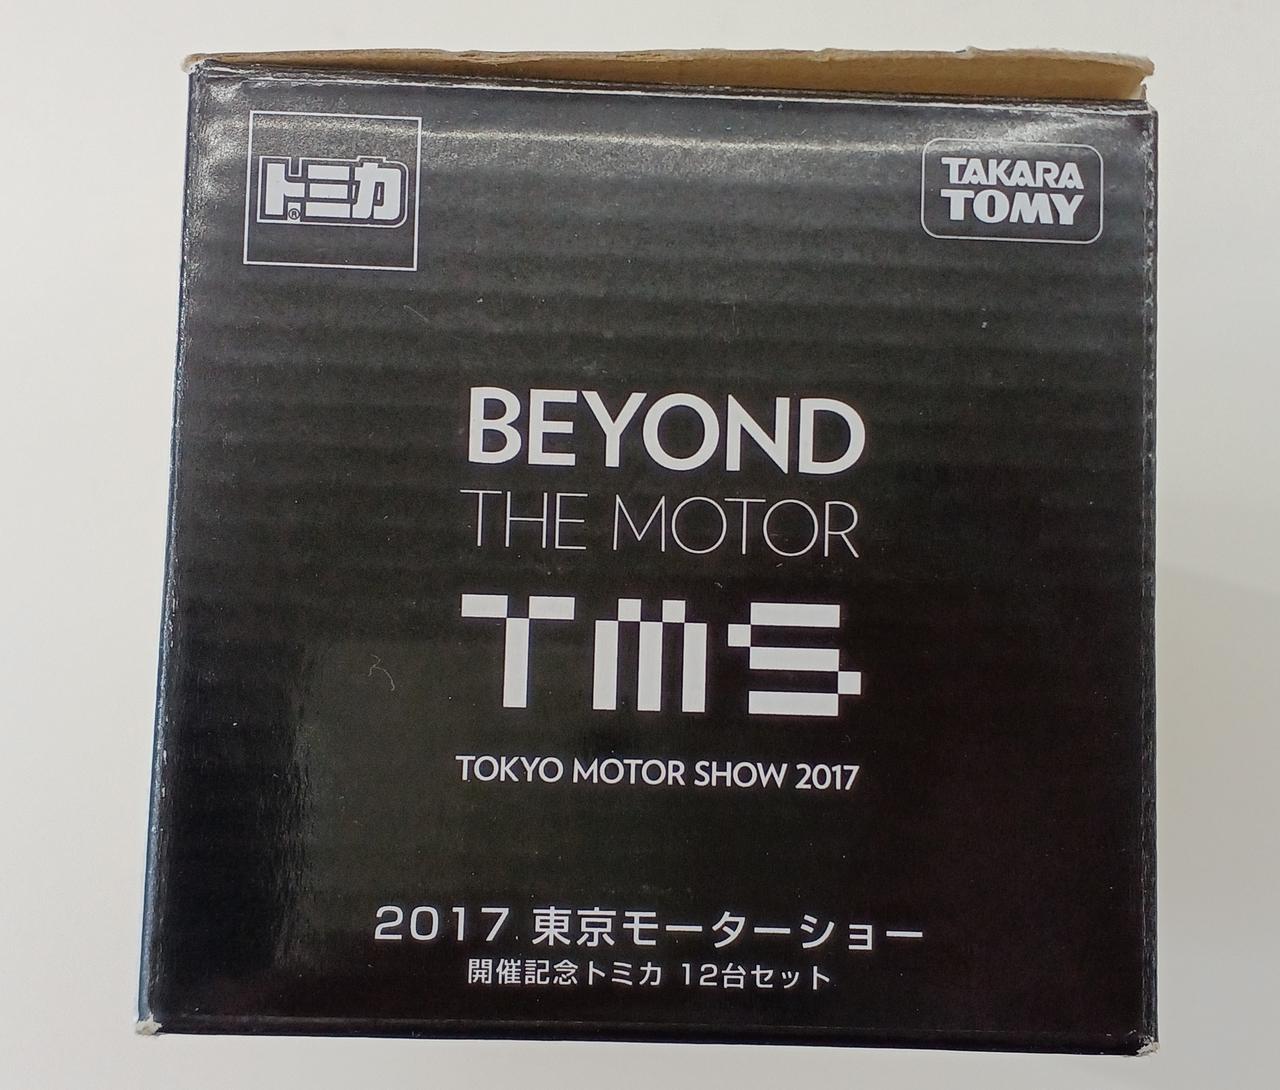 トミカ®
TAKARA
TOMY
BEYOND
THE MOTOR
TMS
TOKYO MOTOR SHOW 2017
2017 東京モーターショー
開催記念トミカ 12台セット